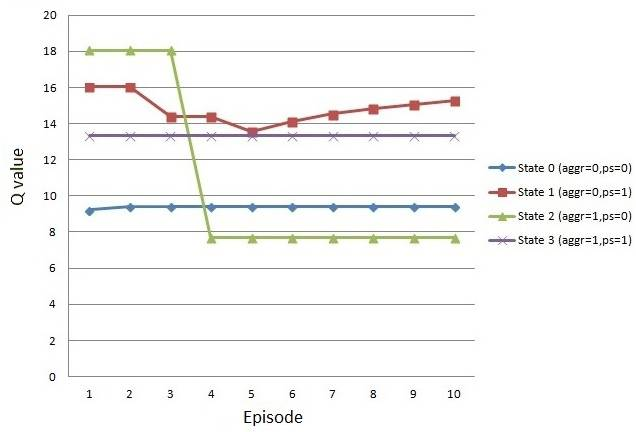 20
18
16
14
12
10
8
6
4
2
0
Q value
1 2 3 4 5 6 7 8 9 10
Episode
State 0 (aggr=0,ps=0)
State 1 (aggr=0,ps=1)
State 2 (aggr=1,ps=0)
State 3 (aggr=1,ps=1)